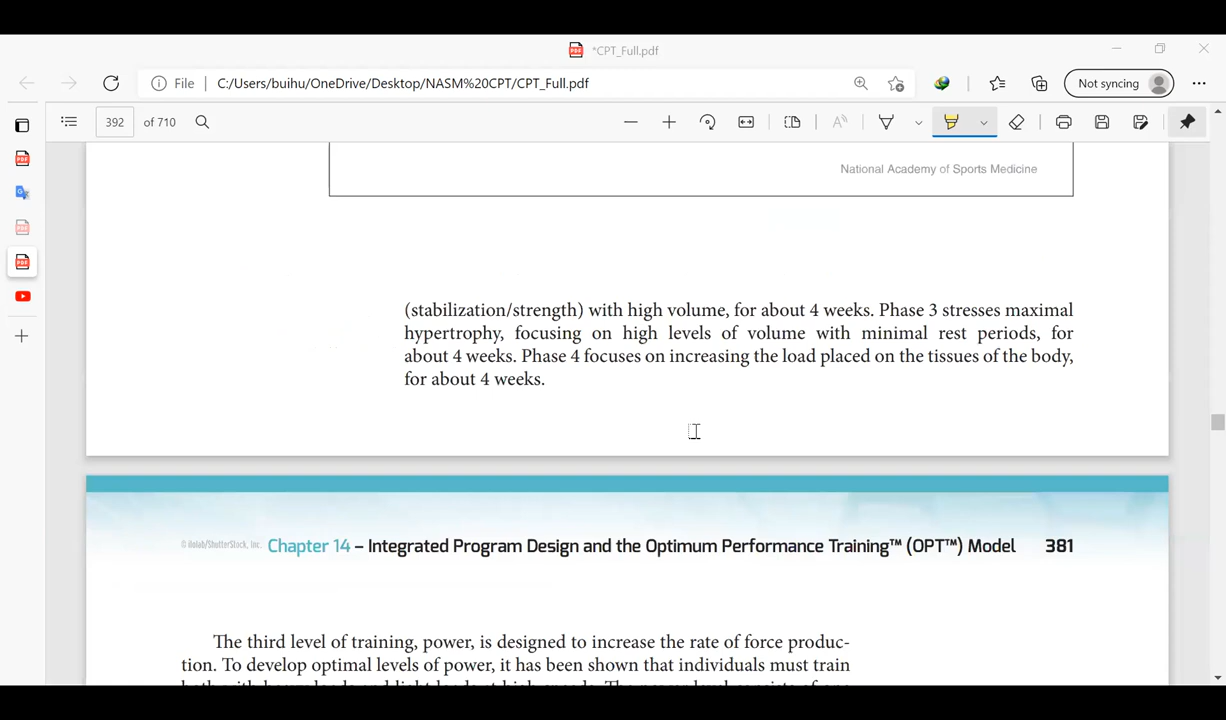 *CPT_Full.pdf
File
C:/Users/buihu/OneDrive/Desktop/NASM%20CPT/CPT_Full.pdf
Not syncing
392 of 710
National Academy of Sports Medicine
(stabilization/strength) with high volume, for about 4 weeks. Phase 3 stresses maximal
hypertrophy, focusing on high levels of volume with minimal rest periods, for
about 4 weeks. Phase 4 focuses on increasing the load placed on the tissues of the body,
for about 4 weeks.
© ilolab/ShutterStock, Inc. Chapter 14 – Integrated Program Design and the Optimum Performance Training™ (OPT™) Model 381
The third level of training, power, is designed to increase the rate of force produc-
tion. To develop optimal levels of power, it has been shown that individuals must train